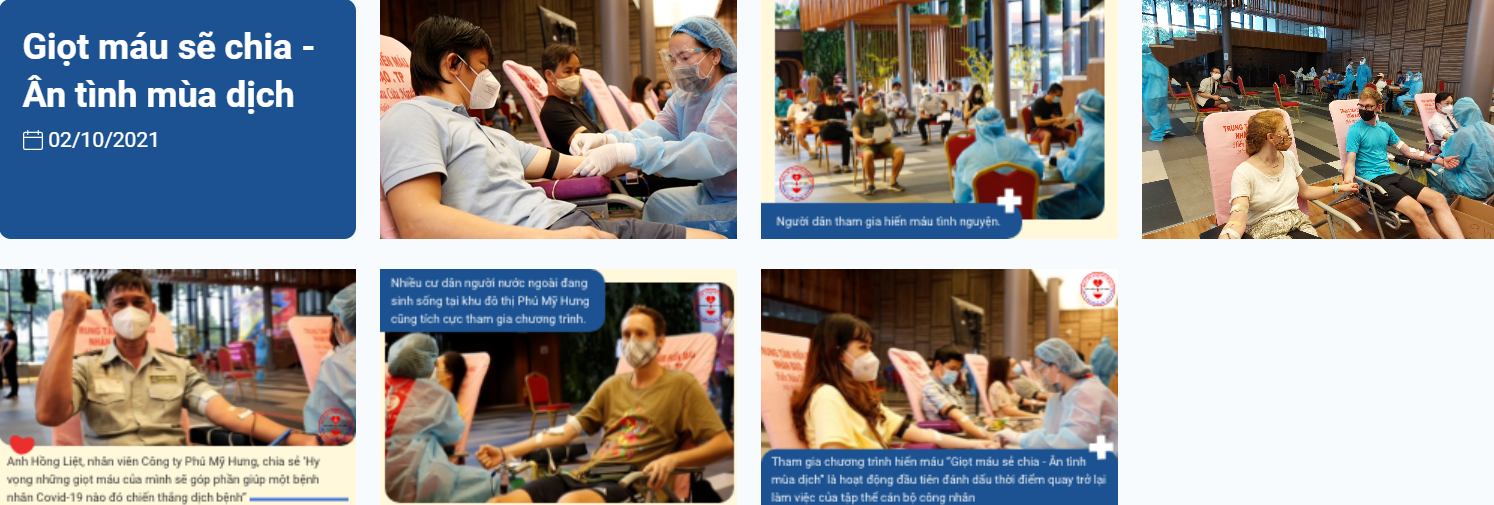 Giọt máu sẽ chia -
Ân tình mùa dịch
02/10/2021
Người dân tham gia hiến máu tình nguyện.
Anh Hồng Liệt, nhân viên Công ty Phú Mỹ Hưng, chia sẻ "Hy
vọng những giọt máu của mình sẽ góp phần giúp một bệnh
nhân Covid-19 nào đó chiến thắng dịch bệnh"
Nhiều cư dân người nước ngoài đang
sinh sống tại khu đô thị Phú Mỹ Hưng
cũng tích cực tham gia chương trình.
Tham gia chương trình hiến máu "Giọt máu sẻ chia - Ân tình
mùa dịch" là hoạt động đầu tiên đánh dấu thời điểm quay trở lại
làm việc của tập thể cán bộ công nhân